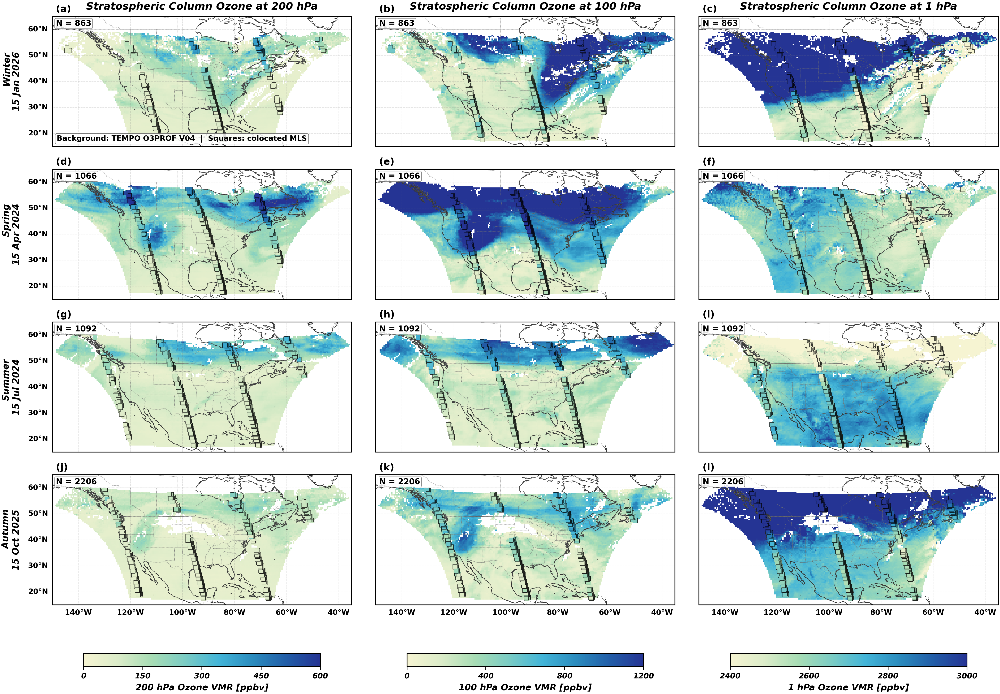 (a) Stratospheric Column Ozone at 200 hPa
(b) Stratospheric Column Ozone at 100 hPa
(c) Stratospheric Column Ozone at 1 hPa
Winter
15 Jan 2026
60°N
50°N
40°N
30°N
20°N
N = 863
Background: TEMPO O3PROF V04 | Squares: colocated MLS
N = 863
N = 863
(d)
(e)
(f)
Spring
15 Apr 2024
60°N
50°N
40°N
30°N
20°N
N = 1066
N = 1066
N = 1066
(g)
(h)
(i)
Summer
15 Jul 2024
60°N
50°N
40°N
30°N
20°N
N = 1092
N = 1092
N = 1092
(j)
(k)
(l)
Autumn
15 Oct 2025
60°N
50°N
40°N
30°N
20°N
N = 2206
N = 2206
N = 2206
140°W 120°W 100°W 80°W 60°W 40°W
140°W 120°W 100°W 80°W 60°W 40°W
140°W 120°W 100°W 80°W 60°W 40°W
0 150 300 450 600
200 hPa Ozone VMR [ppbv]
0 400 800 1200
100 hPa Ozone VMR [ppbv]
2400 2600 2800 3000
1 hPa Ozone VMR [ppbv]